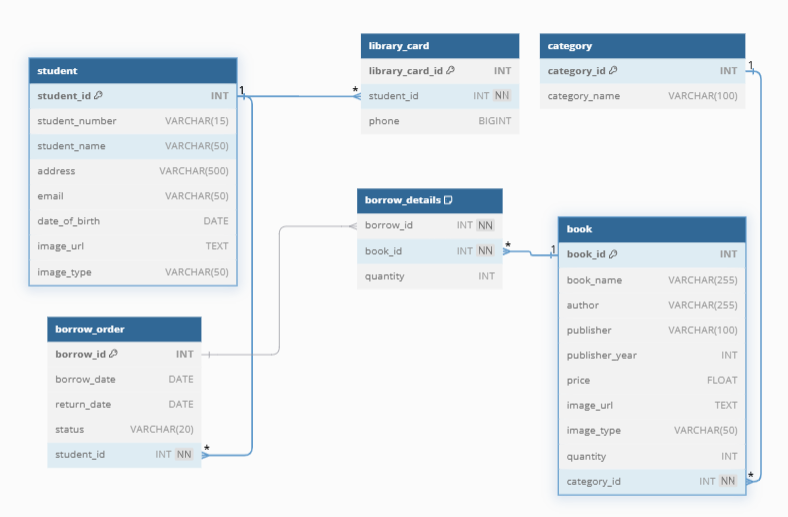 student
student_id INT
student_number VARCHAR(15)
student_name VARCHAR(50)
address VARCHAR(500)
email VARCHAR(50)
date_of_birth DATE
image_url TEXT
image_type VARCHAR(50)
1
*
library_card
library_card_id INT
student_id INT NN
phone BIGINT
category
category_id INT
category_name VARCHAR(100)
1
borrow_details
borrow_id INT NN
book_id INT NN
quantity INT
*
1
book
book_id INT
book_name VARCHAR(255)
author VARCHAR(255)
publisher VARCHAR(100)
publisher_year INT
price FLOAT
image_url TEXT
image_type VARCHAR(50)
quantity INT
category_id INT NN
*
borrow_order
borrow_id INT
borrow_date DATE
return_date DATE
status VARCHAR(20)
student_id INT NN
*